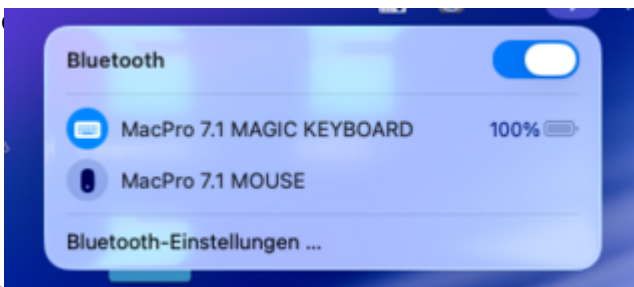 Bluetooth
MacPro 7.1 MAGIC KEYBOARD 100%
MacPro 7.1 MOUSE
Bluetooth-Einstellungen ...